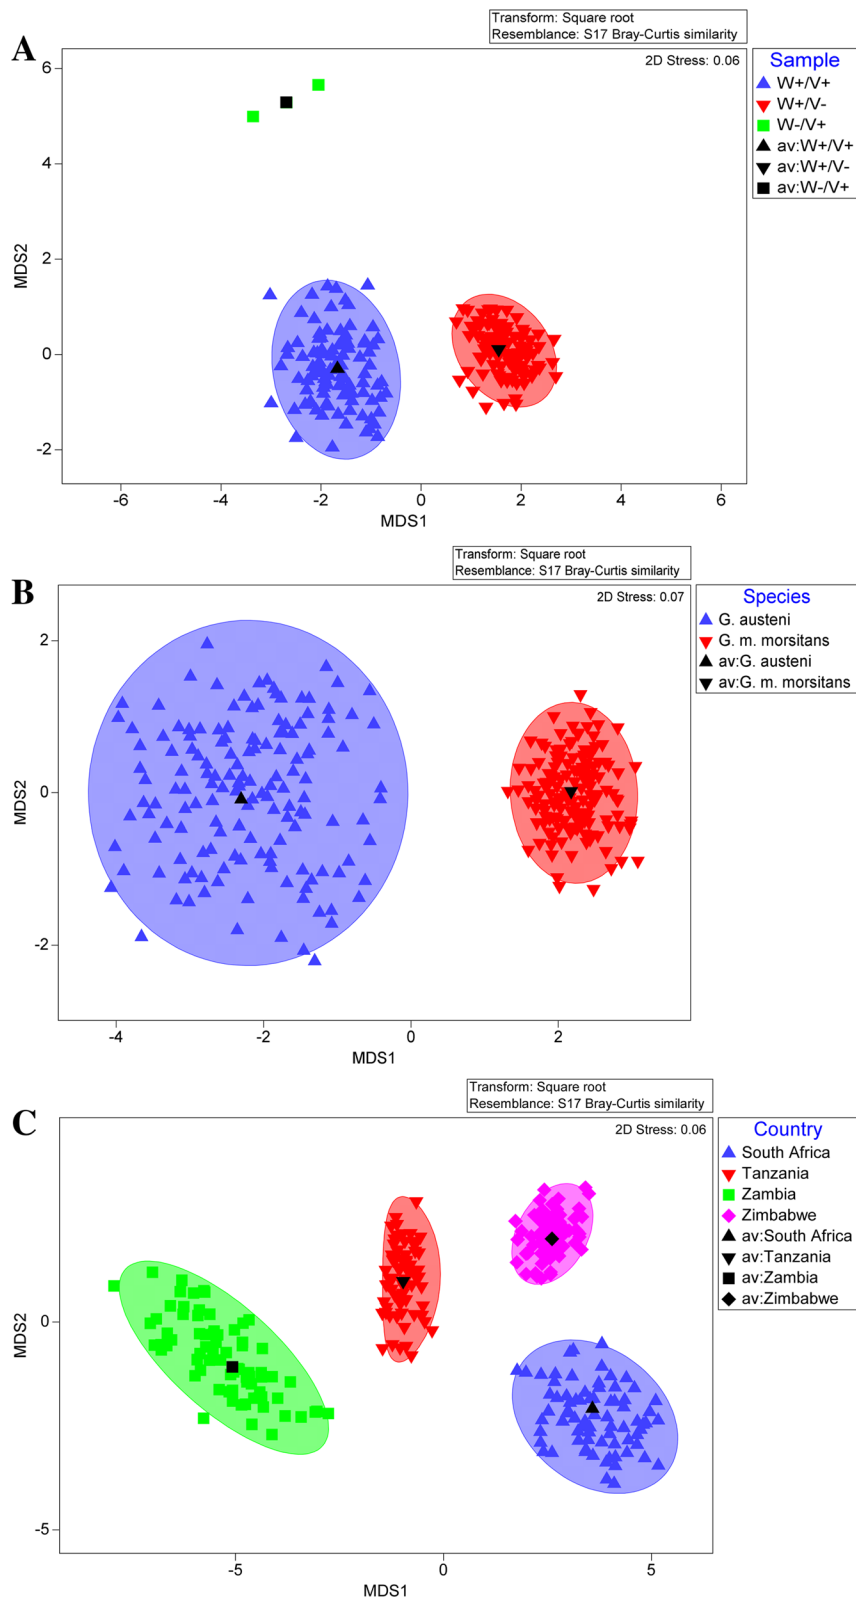 Transform: Square root
Resemblance: S17 Bray-Curtis similarity
A
2D Stress: 0.06
Sample
W+/V+
W+/V-
W-/V+
av:W+/V+
av:W+/V-
av:W-/V+
6
4
2
0
-2
MDS2
-6 -4 -2 0 2 4 6
MDS1
Transform: Square root
Resemblance: S17 Bray-Curtis similarity
B
2D Stress: 0.07
Species
G. austeni
G. m. morsitans
av:G. austeni
av:G. m. morsitans
2
0
-2
MDS2
-4 -2 0 2
MDS1
Transform: Square root
Resemblance: S17 Bray-Curtis similarity
C
2D Stress: 0.06
Country
South Africa
Tanzania
Zambia
Zimbabwe
av:South Africa
av:Tanzania
av:Zambia
av:Zimbabwe
0
-5
MDS2
-5 0 5
MDS1